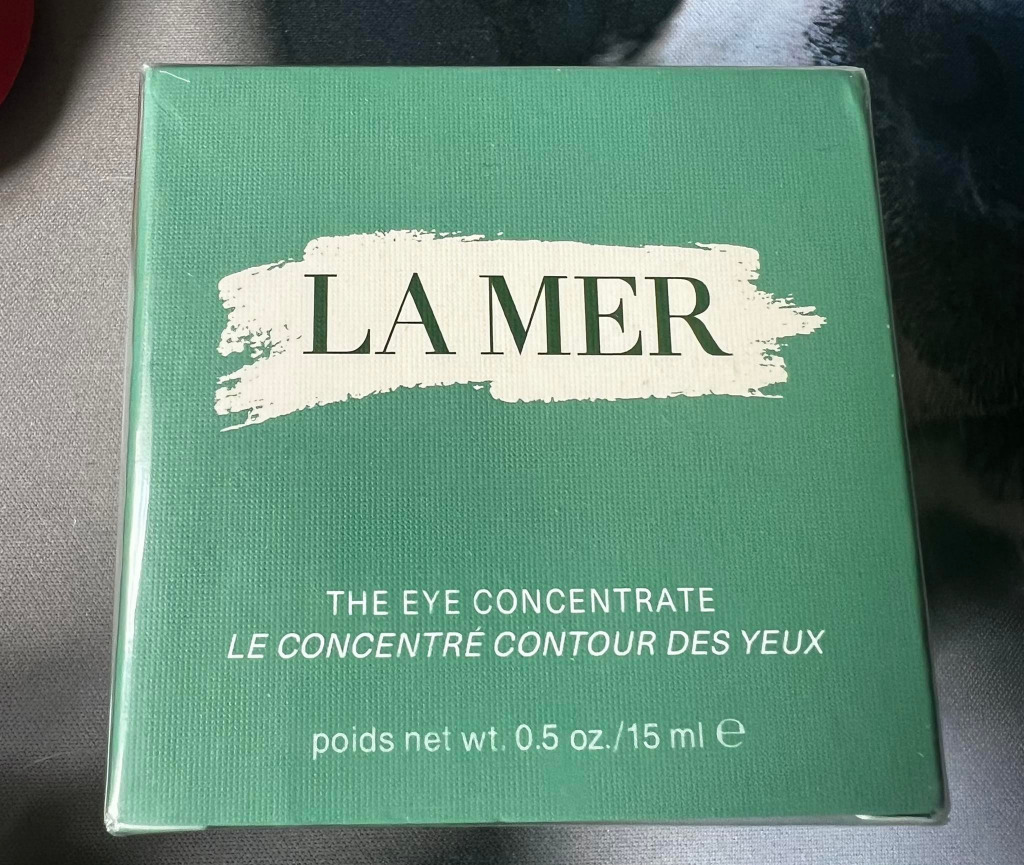 LA MER
THE EYE CONCENTRATE
LE CONCENTRÉ CONTOUR DES YEUX
poids net wt. 0.5 oz./15 ml ℮